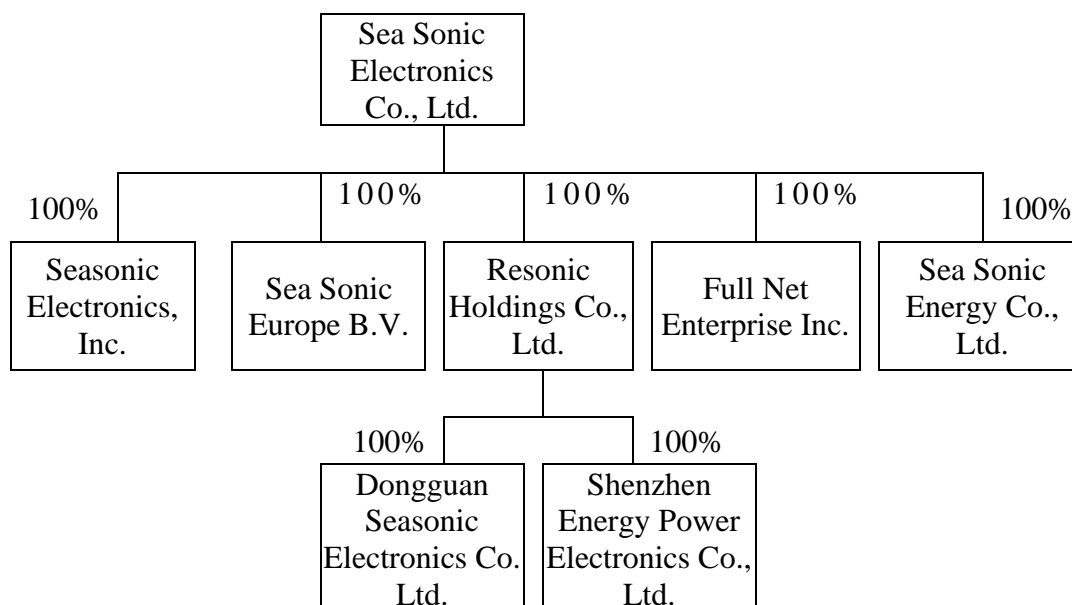 Sea Sonic
Electronics
Co., Ltd.
100%
100%
100%
100%
100%
Seasonic
Electronics,
Inc.
Sea Sonic
Europe B.V.
Resonic
Holdings Co.,
Ltd.
Full Net
Enterprise Inc.
Sea Sonic
Energy Co.,
Ltd.
100%
100%
Dongguan
Seasonic
Electronics Co.
Ltd.
Shenzhen
Energy Power
Electronics Co.,
Ltd.